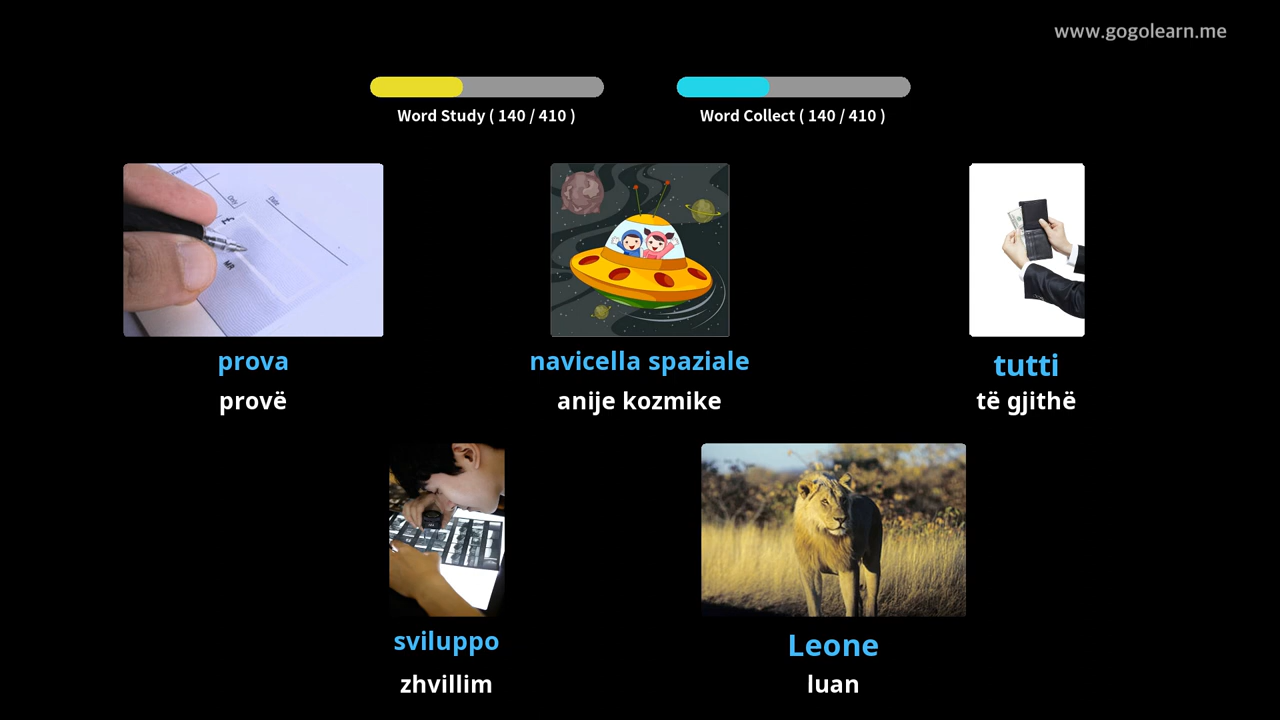 www.gogolearn.me
Word Study ( 140 / 410 )
Word Collect ( 140 / 410 )
prova
provë
navicella spaziale
anije kozmike
tutti
të gjithë
sviluppo
zhvillim
Leone
luan